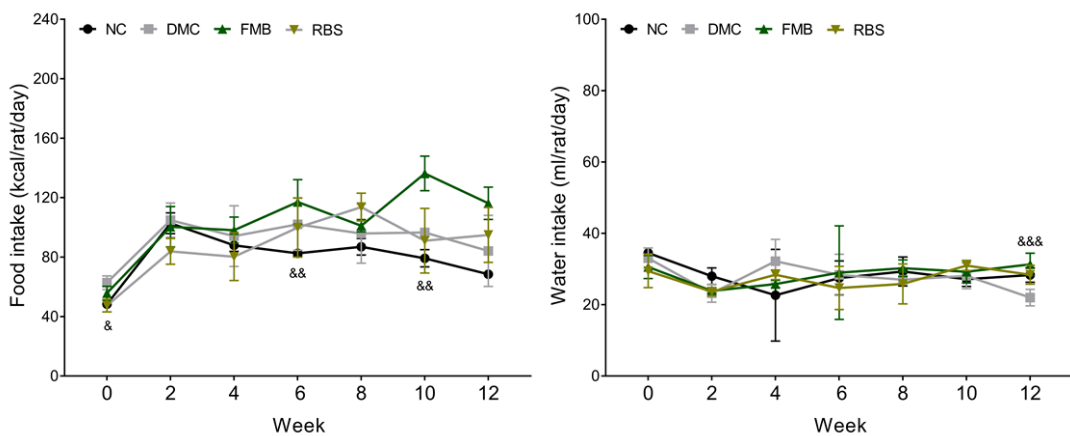 NC DMC FMB RBS
Food intake (kcal/rat/day)
240
200
160
120
80
40
0
& && &&
0 2 4 6 8 10 12
Week
NC DMC FMB RBS
Water intake (ml/rat/day)
100
80
60
40
20
0
&&&
0 2 4 6 8 10 12
Week